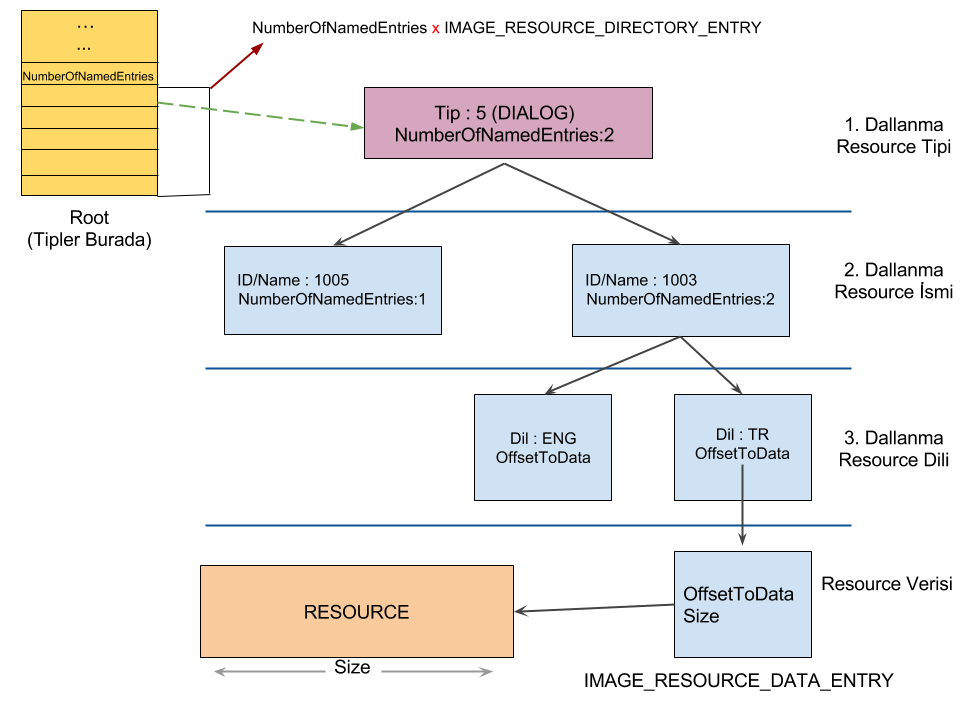 ...
...
NumberOfNamedEntries
NumberOfNamedEntries x IMAGE_RESOURCE_DIRECTORY_ENTRY
Root
(Tipler Burada)
Tip : 5 (DIALOG)
NumberOfNamedEntries:2
1. Dallanma
Resource Tipi
ID/Name : 1005
NumberOfNamedEntries:1
ID/Name : 1003
NumberOfNamedEntries:2
2. Dallanma
Resource İsmi
Dil : ENG
OffsetToData
Dil : TR
OffsetToData
3. Dallanma
Resource Dili
RESOURCE
Size
OffsetToData
Size
Resource Verisi
IMAGE_RESOURCE_DATA_ENTRY